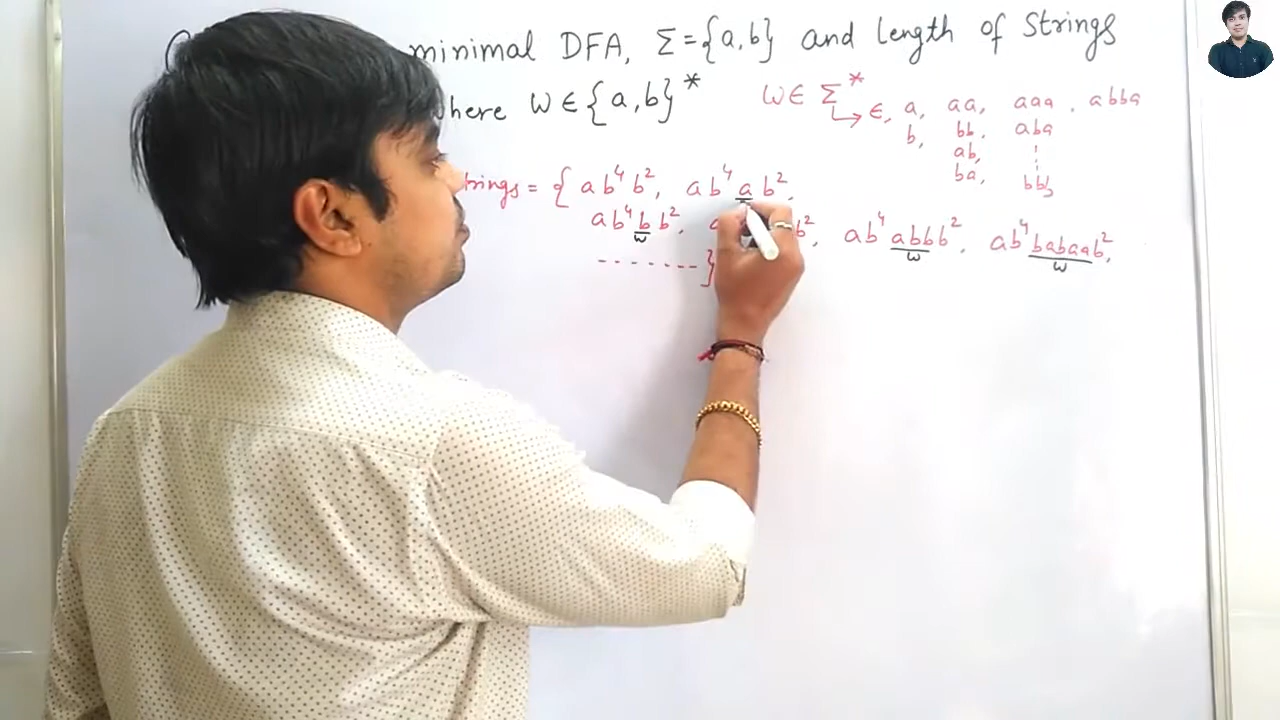 minimal DFA, Σ={a,b} and Length of Strings
where W∈{a,b}* W∈Σ*
→ ∈, a, aa, aaa, abba
b, bb, aba
ab,
ba, bbb
Strings = { ab⁴b², ab⁴ab²,
ab⁴bb², b², ab⁴abbb², ab⁴babaab²,
w w w
-------}